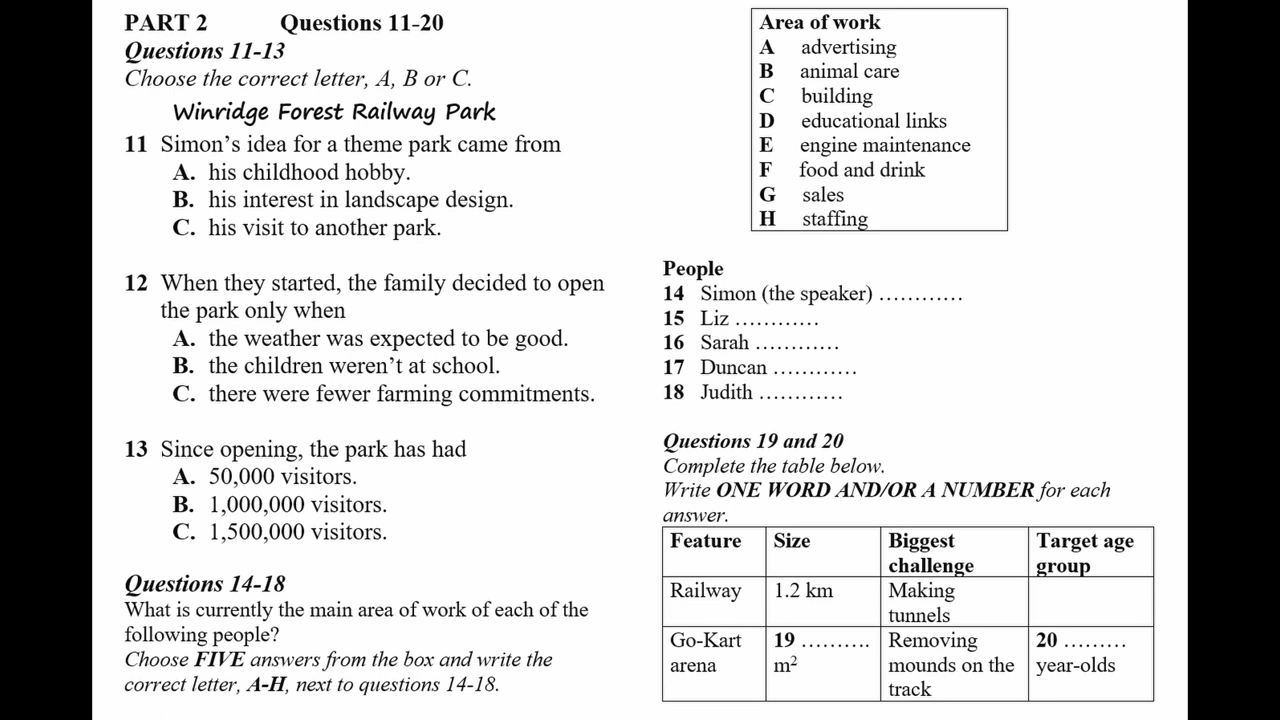 PART 2 Questions 11-20
Questions 11-13
Choose the correct letter, A, B or C.
Winridge Forest Railway Park
11 Simon's idea for a theme park came from
A. his childhood hobby.
B. his interest in landscape design.
C. his visit to another park.
12 When they started, the family decided to open
the park only when
A. the weather was expected to be good.
B. the children weren't at school.
C. there were fewer farming commitments.
13 Since opening, the park has had
A. 50,000 visitors.
B. 1,000,000 visitors.
C. 1,500,000 visitors.
Questions 14-18
What is currently the main area of work of each of the
following people?
Choose FIVE answers from the box and write the
correct letter, A-H, next to questions 14-18.
Area of work
A advertising
B animal care
C building
D educational links
E engine maintenance
F food and drink
G sales
H staffing
People
14 Simon (the speaker) …………
15 Liz …………
16 Sarah …………
17 Duncan …………
18 Judith …………
Questions 19 and 20
Complete the table below.
Write ONE WORD AND/OR A NUMBER for each
answer.
Feature Size Biggest challenge Target age group
Railway 1.2 km Making tunnels
Go-Kart arena 19 ………. m² Removing mounds on the track 20 ……… year-olds